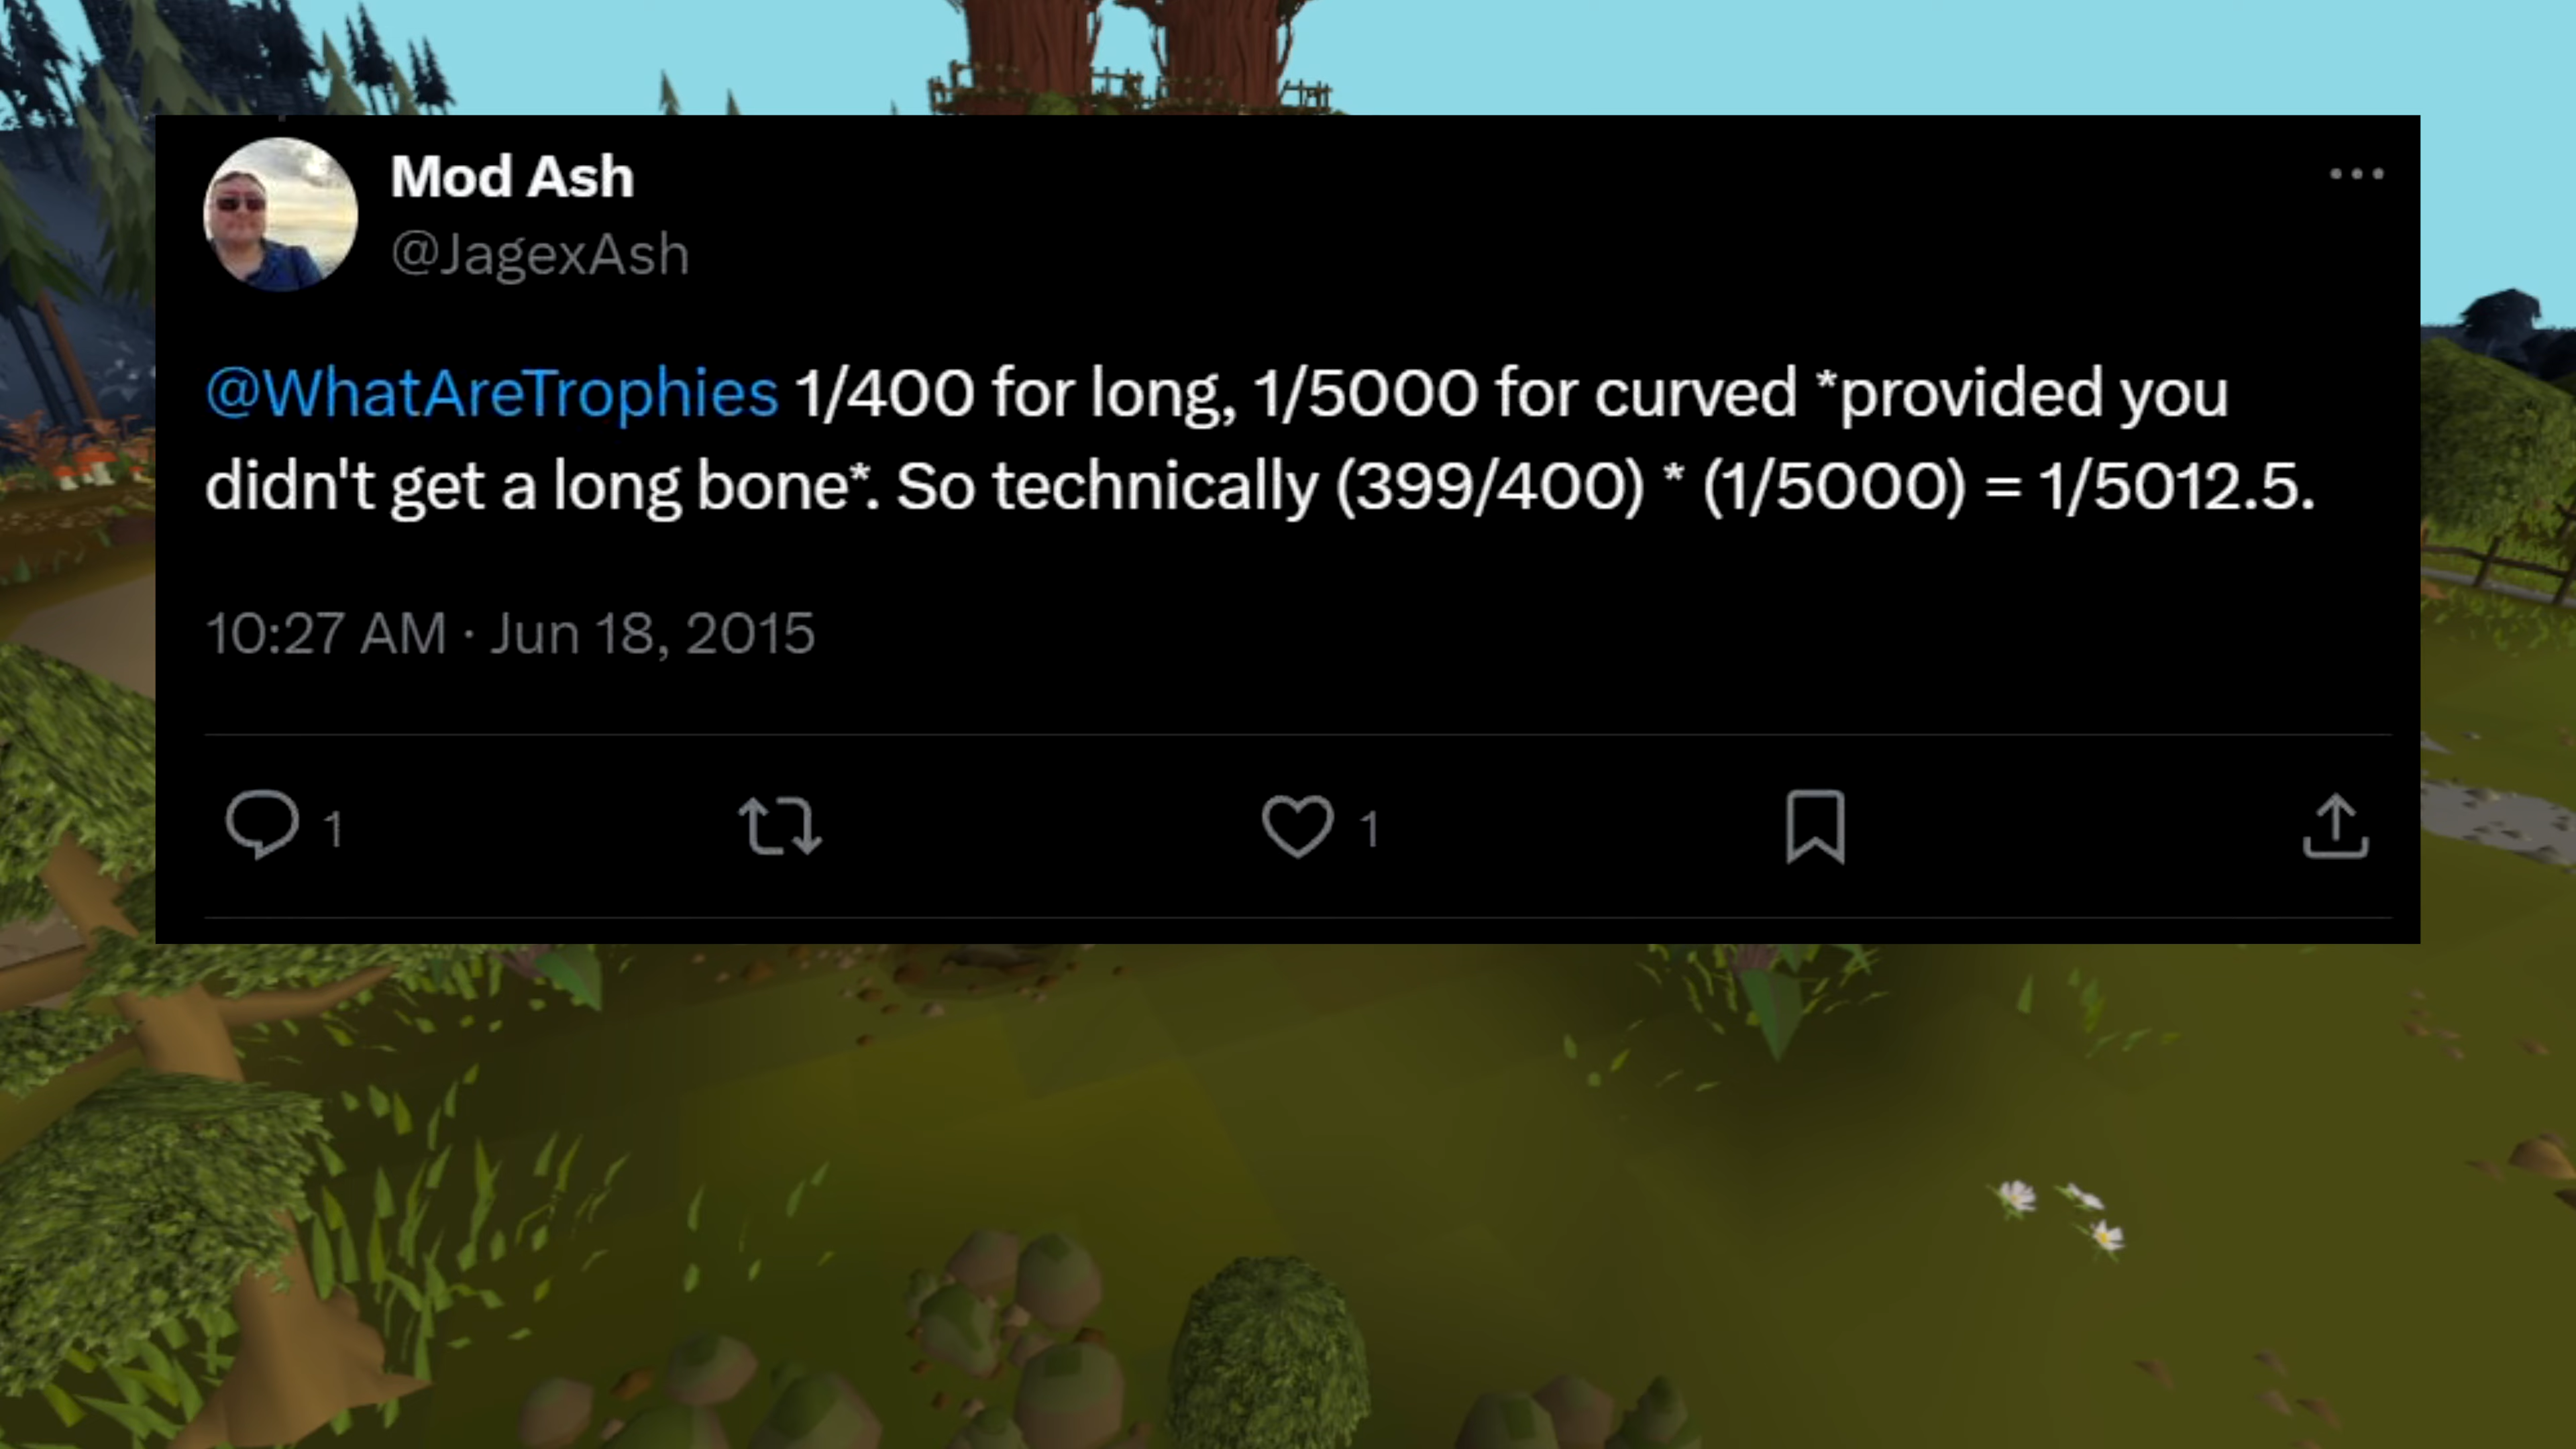 Mod Ash
@JagexAsh
@WhatAreTrophies 1/400 for long, 1/5000 for curved *provided you
didn't get a long bone*. So technically (399/400) * (1/5000) = 1/5012.5.
10:27 AM · Jun 18, 2015
1
1